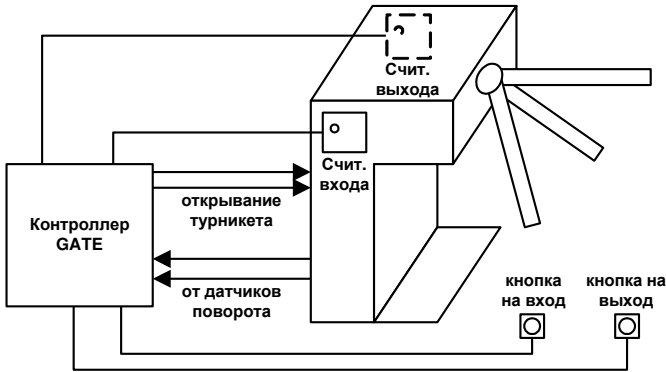 Счит.
выхода
Счит.
входа
открывание
турникета
Контроллер
GATE
от датчиков
поворота
кнопка
на вход
кнопка на
выход